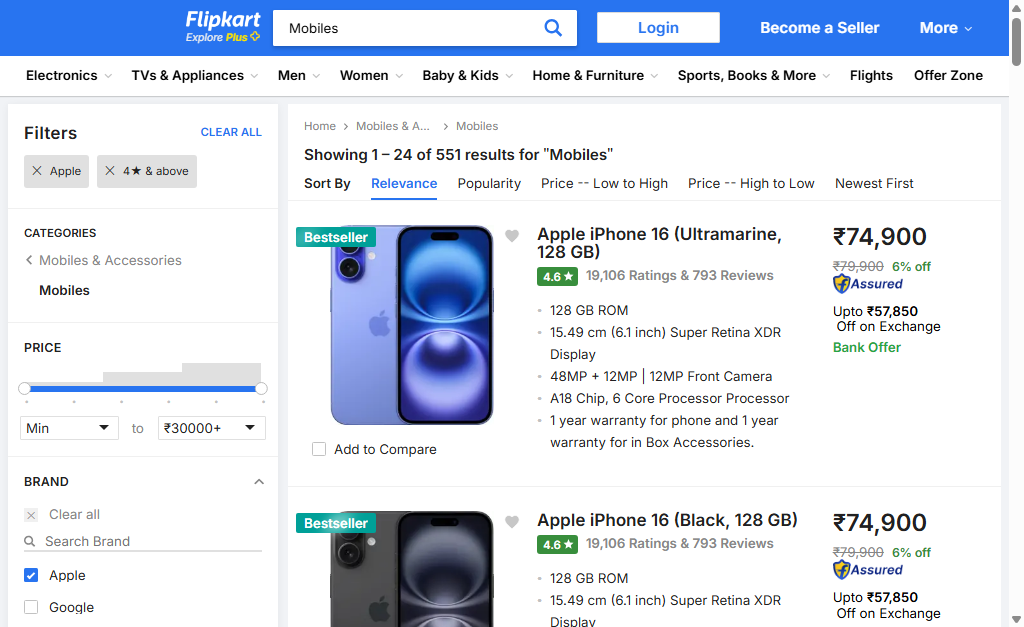 Flipkart
Explore Plus
Mobiles
Login
Become a Seller
More
Electronics
TVs & Appliances
Men
Women
Baby & Kids
Home & Furniture
Sports, Books & More
Flights
Offer Zone
Filters
CLEAR ALL
Apple
4★ & above
CATEGORIES
Mobiles & Accessories
Mobiles
PRICE
Min
to
₹30000+
BRAND
Clear all
Search Brand
Apple
Google
Home
Mobiles & A...
Mobiles
Showing 1 – 24 of 551 results for "Mobiles"
Sort By
Relevance
Popularity
Price -- Low to High
Price -- High to Low
Newest First
Bestseller
Add to Compare
Apple iPhone 16 (Ultramarine,
128 GB)
4.6★
19,106 Ratings & 793 Reviews
128 GB ROM
15.49 cm (6.1 inch) Super Retina XDR
Display
48MP + 12MP | 12MP Front Camera
A18 Chip, 6 Core Processor Processor
1 year warranty for phone and 1 year
warranty for in Box Accessories.
₹74,900
₹79,900 6% off
Assured
Upto ₹57,850
Off on Exchange
Bank Offer
Bestseller
Apple iPhone 16 (Black, 128 GB)
4.6★
19,106 Ratings & 793 Reviews
128 GB ROM
15.49 cm (6.1 inch) Super Retina XDR
Display
₹74,900
₹79,900 6% off
Assured
Upto ₹57,850
Off on Exchange